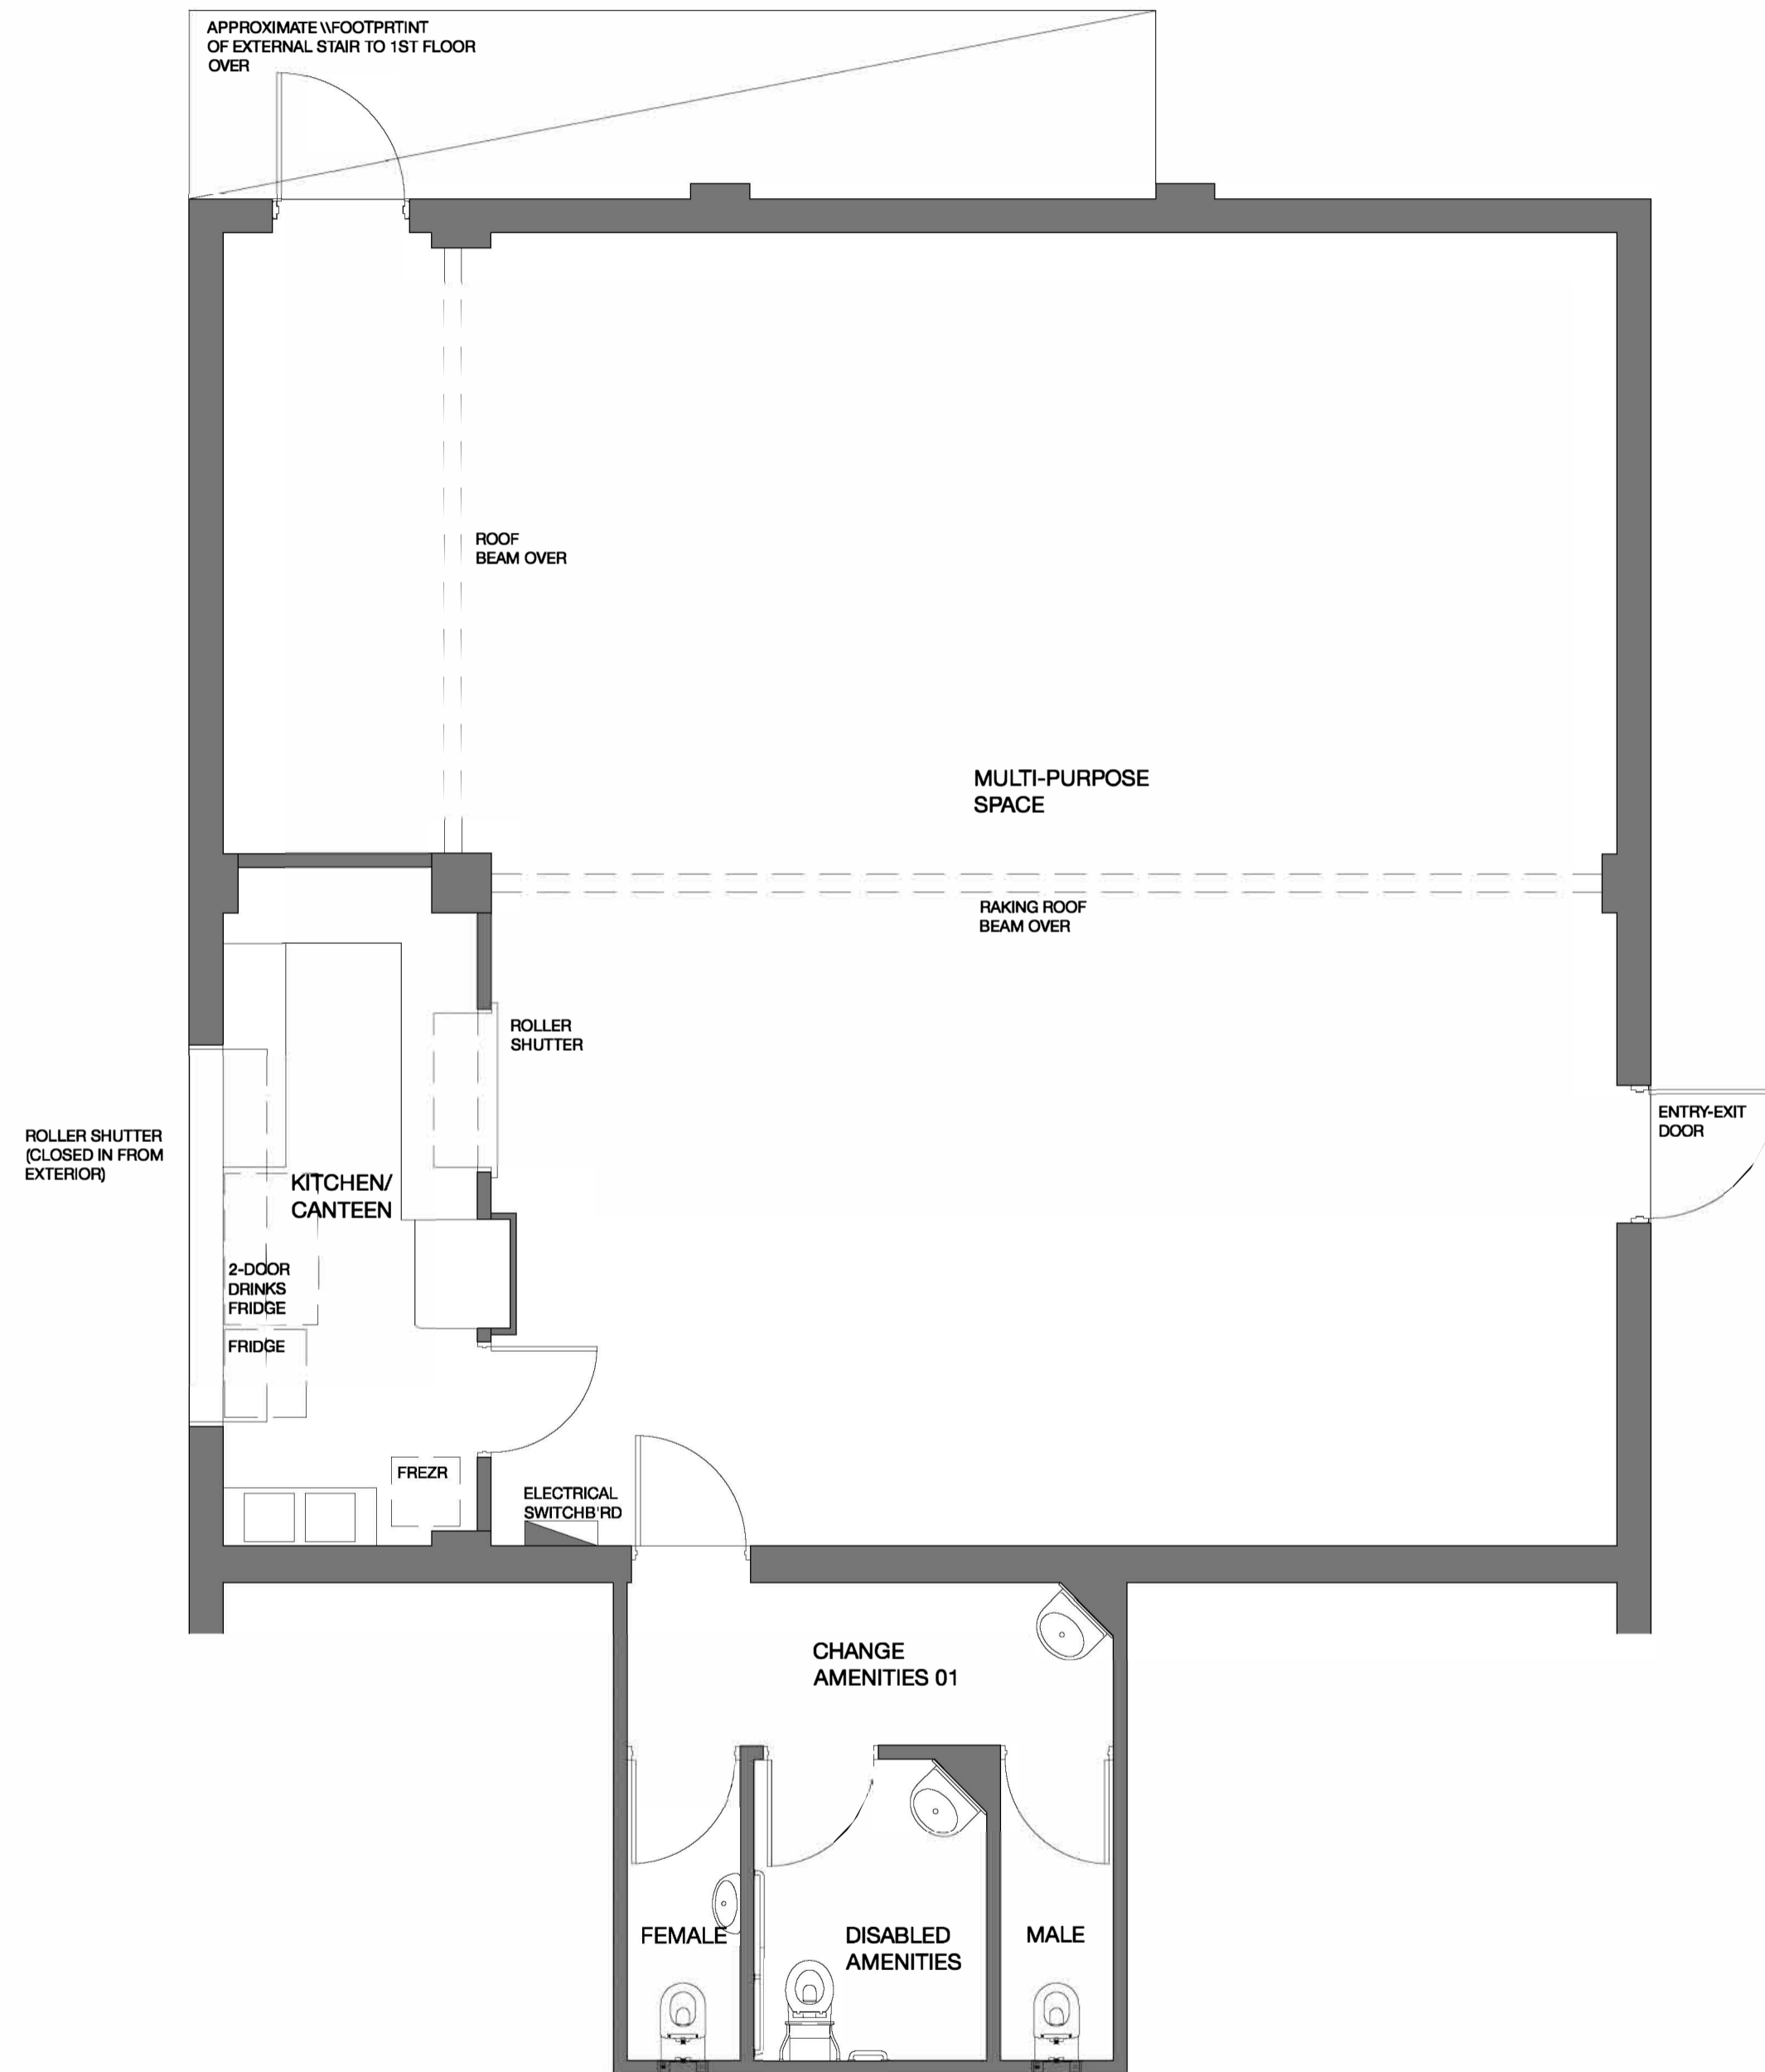 APPROXIMATE \\FOOTPRTINT
OF EXTERNAL STAIR TO 1ST FLOOR
OVER
ROOF
BEAM OVER
MULTI-PURPOSE
SPACE
RAKING ROOF
BEAM OVER
ROLLER
SHUTTER
ENTRY-EXIT
DOOR
ROLLER SHUTTER
(CLOSED IN FROM
EXTERIOR)
KITCHEN/
CANTEEN
2-DOOR
DRINKS
FRIDGE
FRIDGE
FREZR
ELECTRICAL
SWITCHB'RD
CHANGE
AMENITIES 01
FEMALE
DISABLED
AMENITIES
MALE